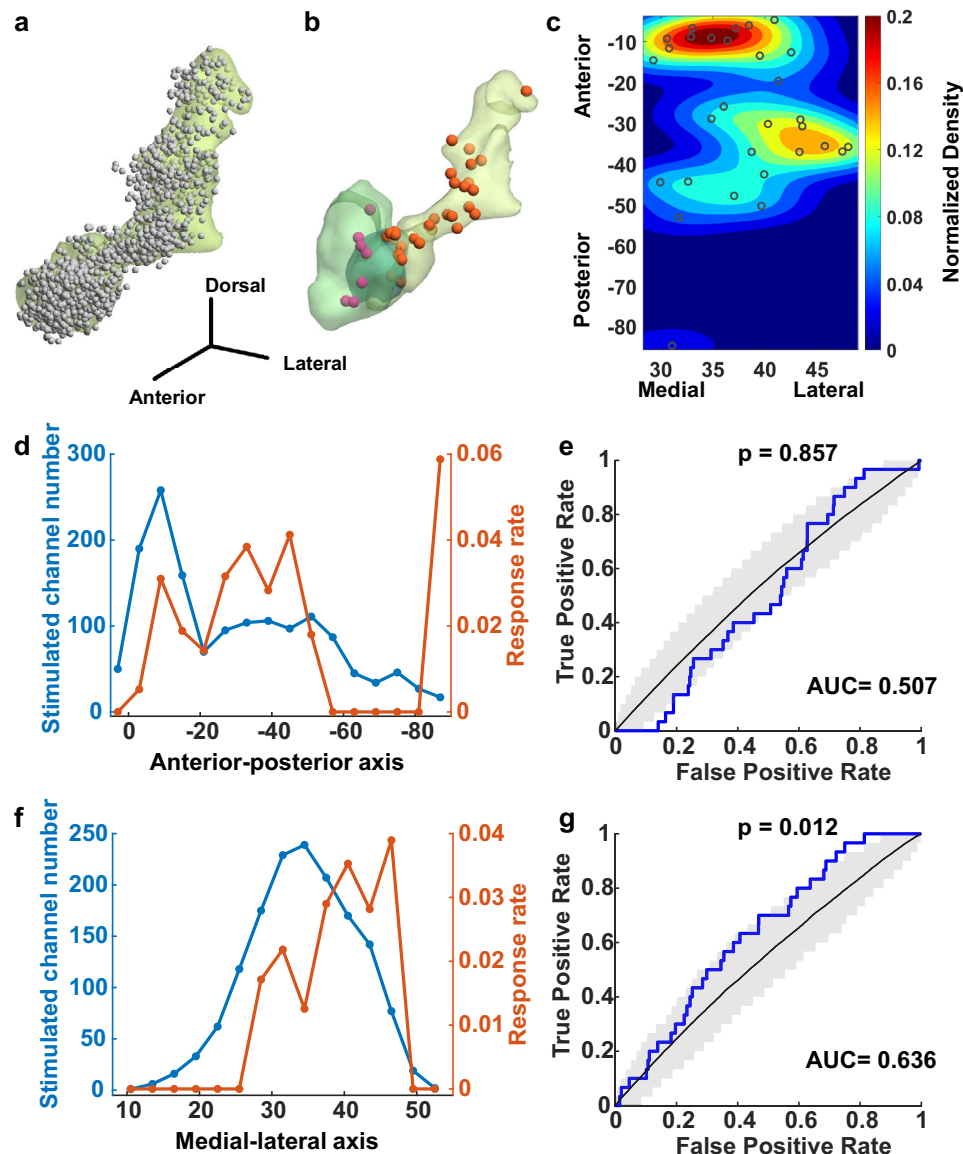 a
b
c
Dorsal
Lateral
Anterior
Anterior
Posterior
-10
-20
-30
-40
-50
-60
-70
-80
30 35 40 45
Medial Lateral
0.2
0.16
0.12
0.08
0.04
0
Normalized Density
d
Stimulated channel number
300
200
100
0
0 -20 -40 -60 -80
Anterior-posterior axis
0.06
0.04
0.02
0
Response rate
e
p = 0.857
True Positive Rate
1
0.8
0.6
0.4
0.2
0
0.2 0.4 0.6 0.8 1
False Positive Rate
AUC= 0.507
f
Stimulated channel number
250
200
150
100
50
0
10 20 30 40 50
Medial-lateral axis
0.04
0.03
0.02
0.01
0
Response rate
g
p = 0.012
True Positive Rate
1
0.8
0.6
0.4
0.2
0
0.2 0.4 0.6 0.8 1
False Positive Rate
AUC= 0.636